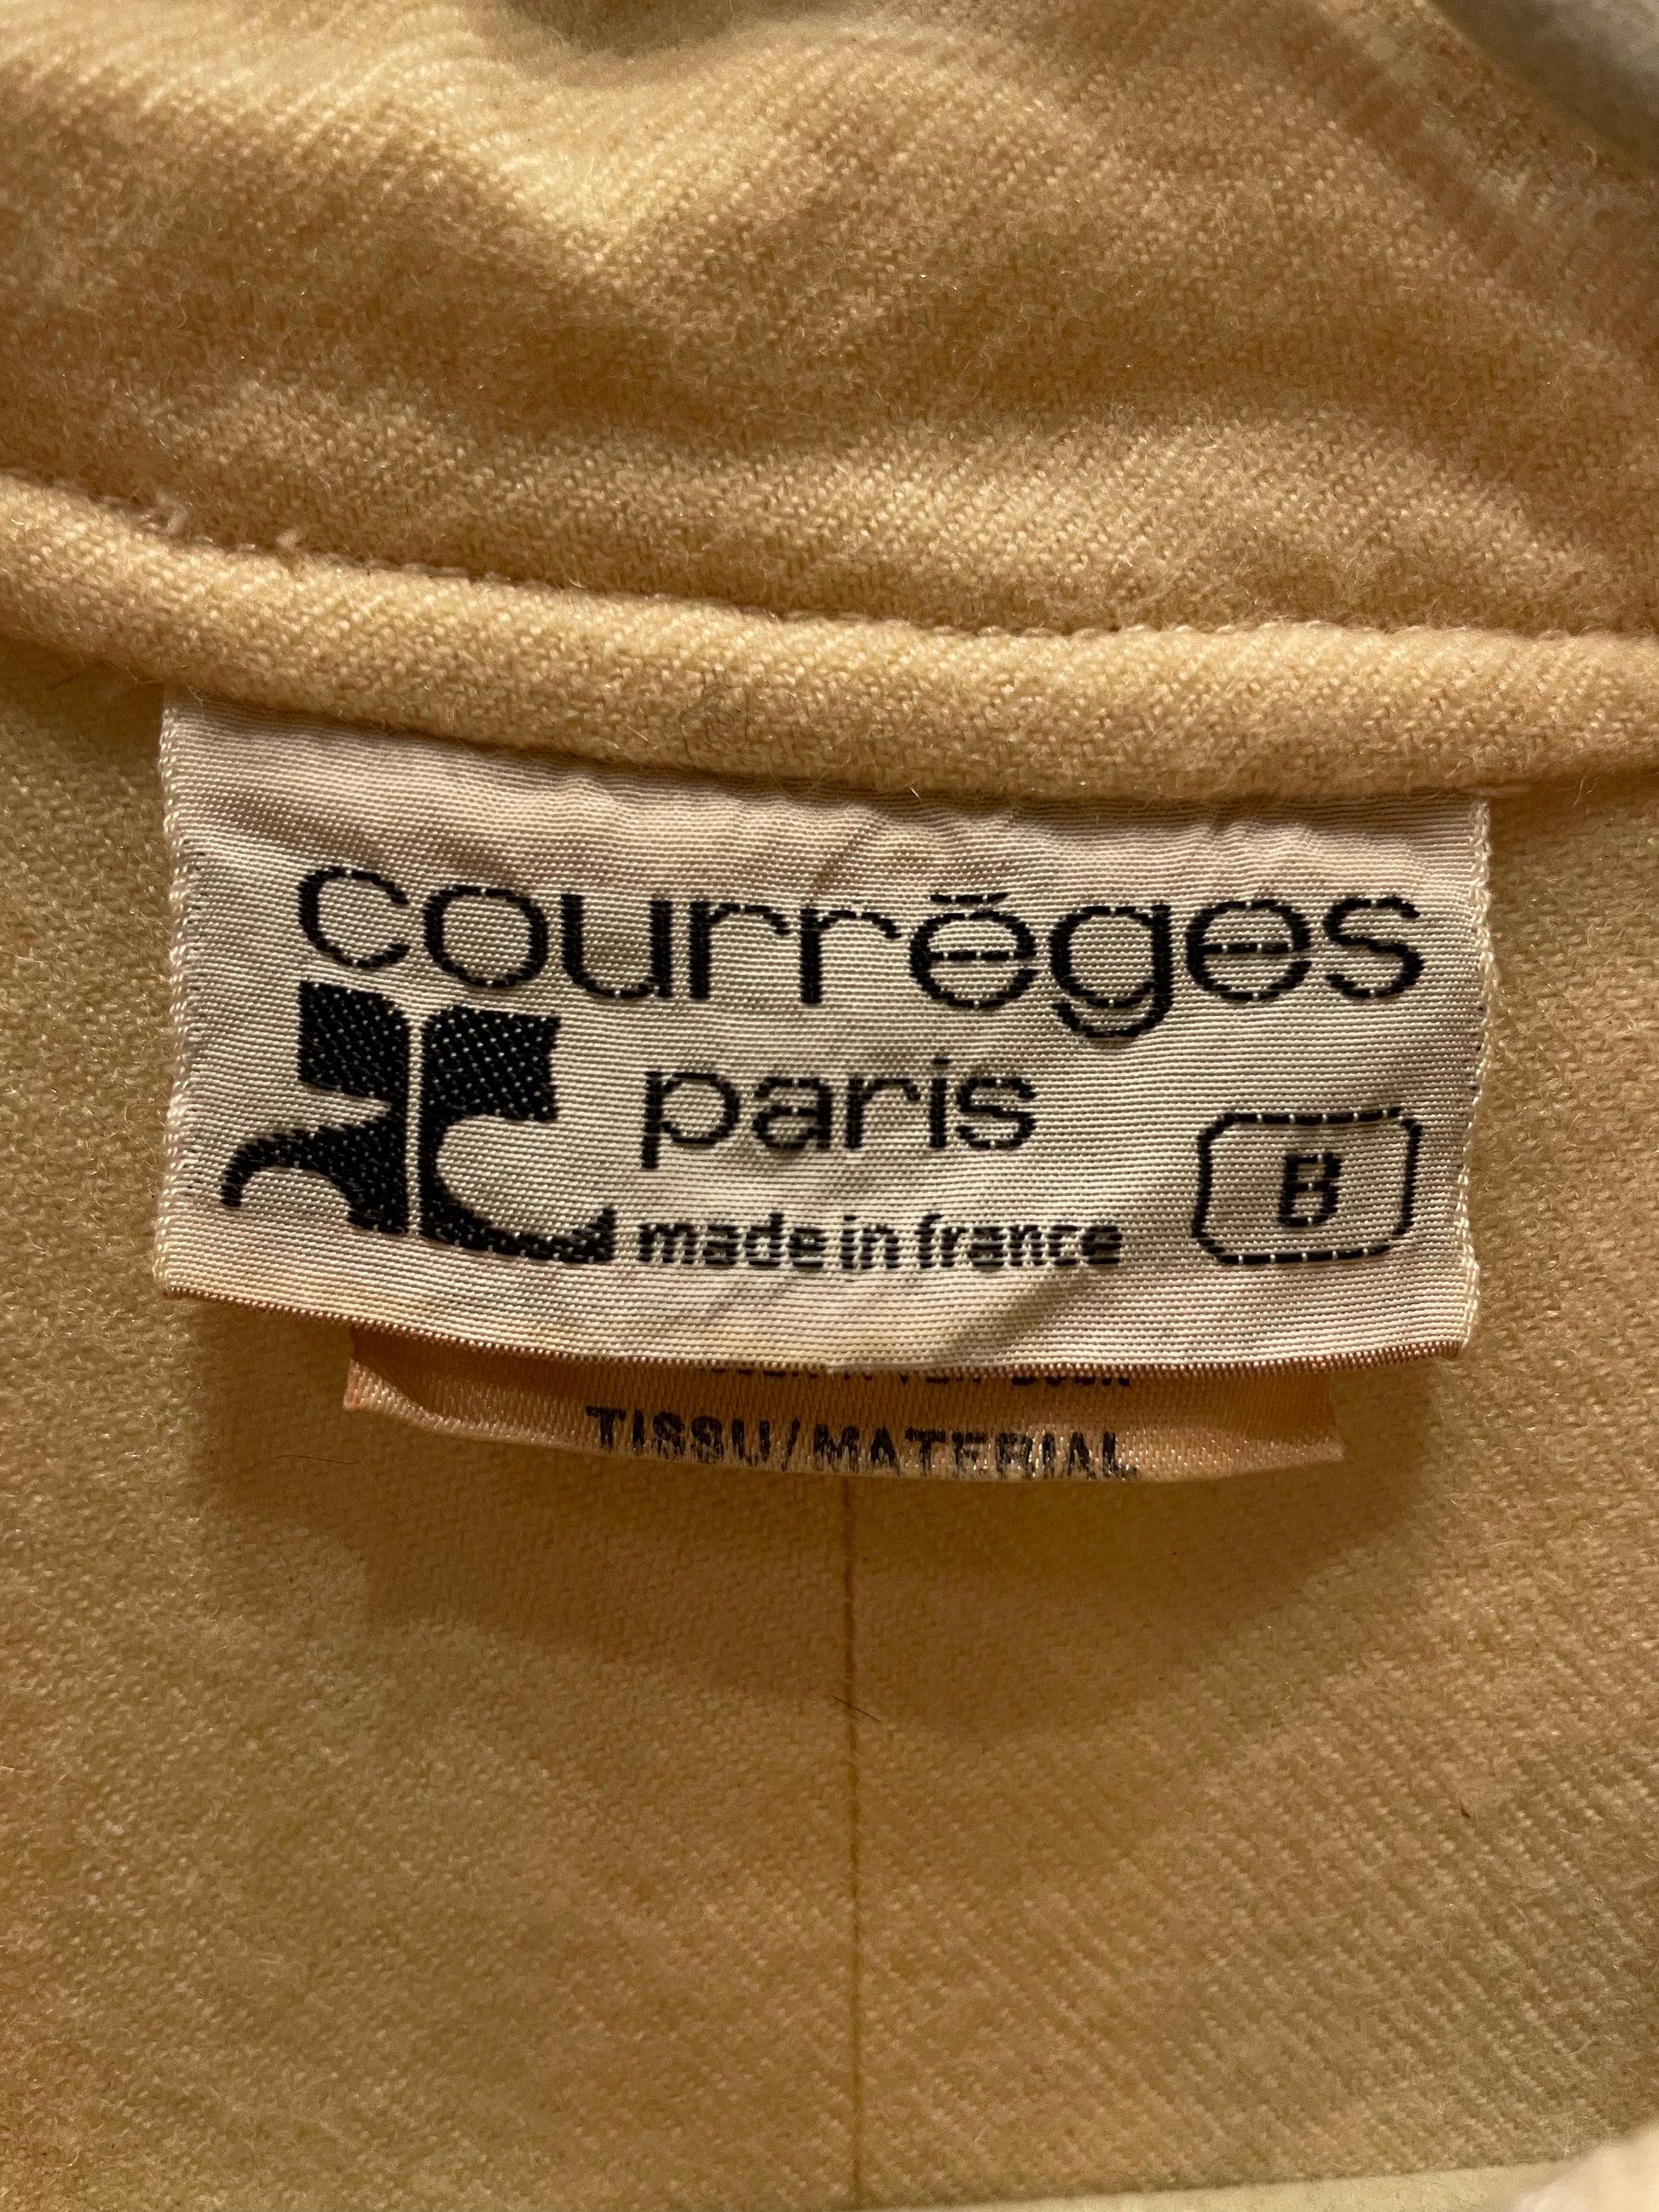 courrēges
paris
made in france
B
TISSU/MATERIAL